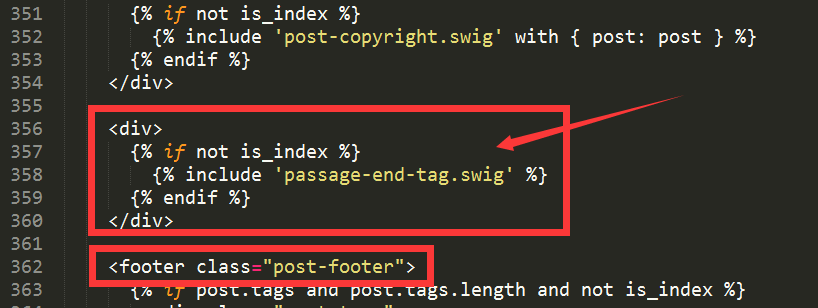 351 {% if not is_index %}
352 {% include 'post-copyright.swig' with { post: post } %}
353 {% endif %}
354 </div>
355
356 <div>
357 {% if not is_index %}
358 {% include 'passage-end-tag.swig' %}
359 {% endif %}
360 </div>
361
362 <footer class="post-footer">
363 {% if post.tags and post.tags.length and not is_index %}